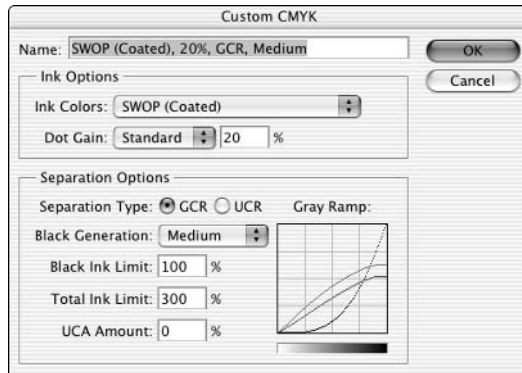 Custom CMYK
Name: SWOP (Coated), 20%, GCR, Medium
OK
Cancel
Ink Options
Ink Colors: SWOP (Coated)
Dot Gain: Standard 20 %
Separation Options
Separation Type: GCR UCR Gray Ramp:
Black Generation: Medium
Black Ink Limit: 100 %
Total Ink Limit: 300 %
UCA Amount: 0 %